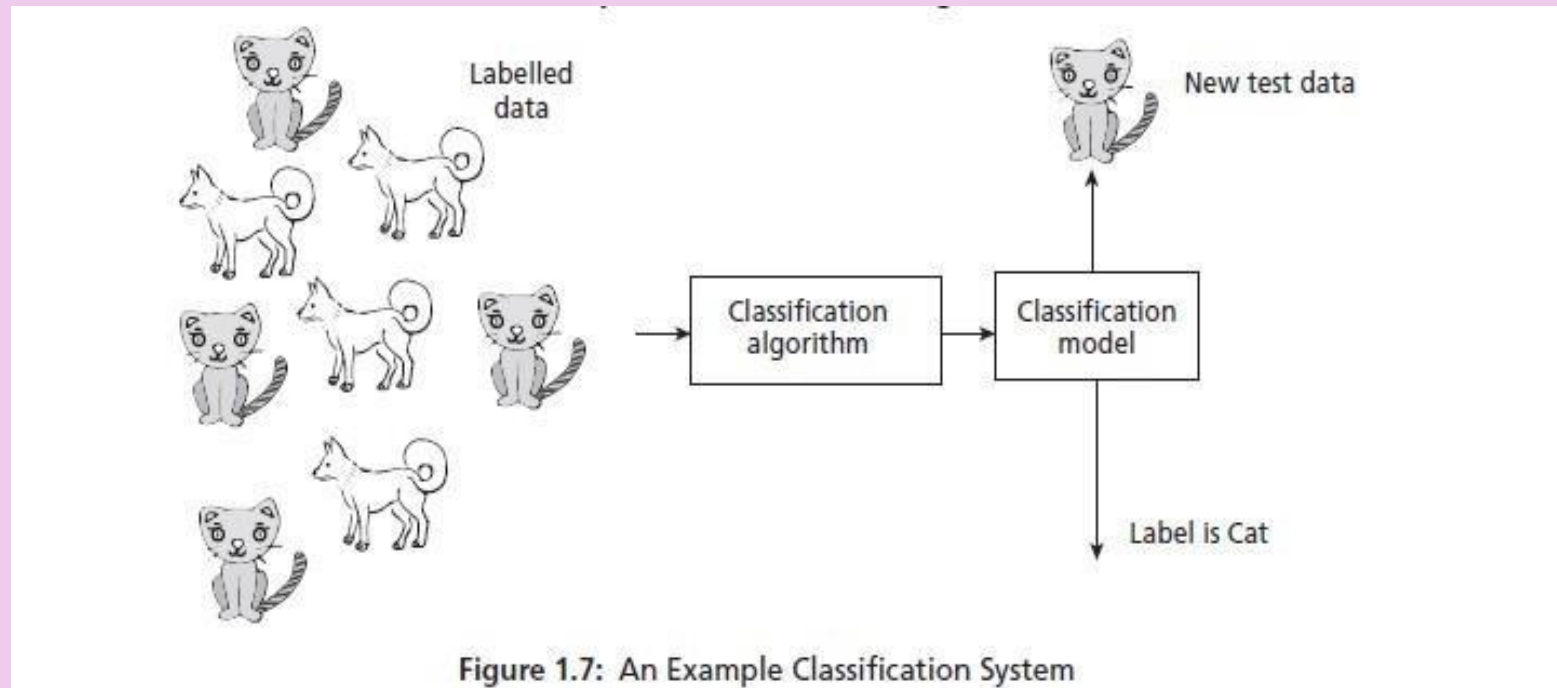 Labelled
data
New test data
Classification
algorithm
Classification
model
Label is Cat
Figure 1.7: An Example Classification System